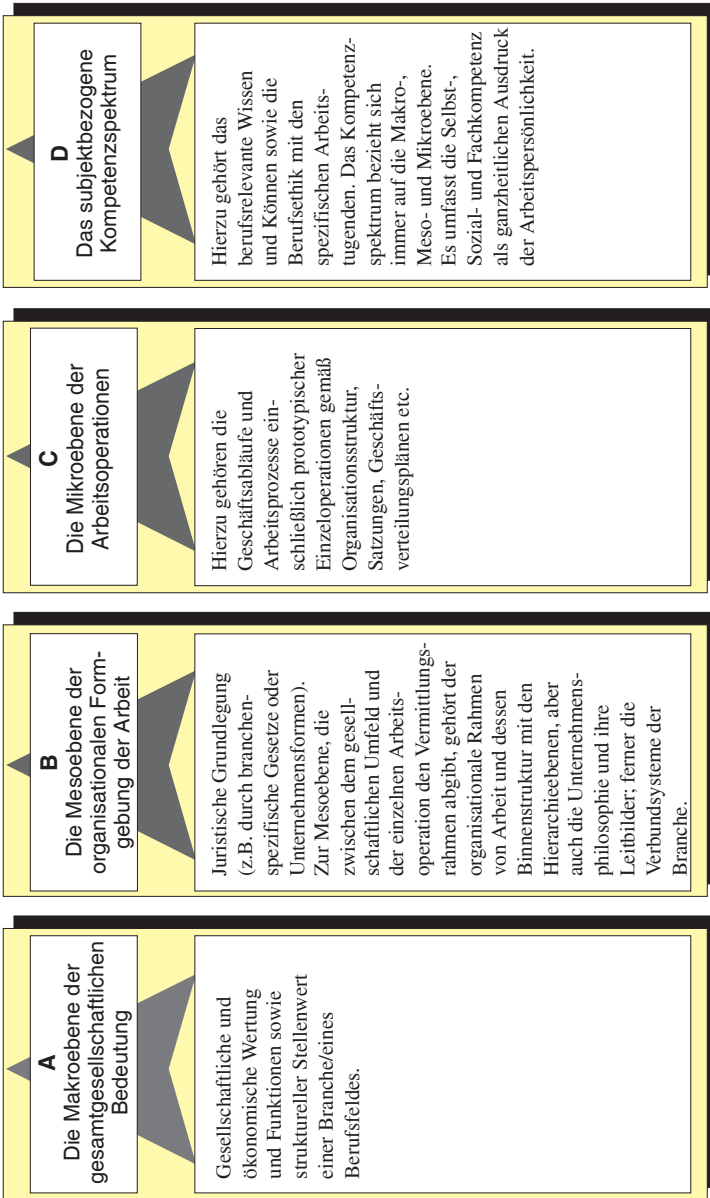 A
Die Makroebene der
gesamtgesellschaftlichen
Bedeutung
Gesellschaftliche und
ökonomische Wertung
und Funktionen sowie
struktureller Stellenwert
einer Branche/eines
Berufsfeldes.
B
Die Mesoebene der
organisationalen Form-
gebung der Arbeit
Juristische Grundlegung
(z.B. durch branchen-
spezifische Gesetze oder
Unternehmensformen).
Zur Mesoebene, die
zwischen dem gesell-
schaftlichen Umfeld und
der einzelnen Arbeits-
operation den Vermittlungs-
rahmen abgibt, gehört der
organisationale Rahmen
von Arbeit und dessen
Binnenstruktur mit den
Hierarchieebenen, aber
auch die Unternehmens-
philosophie und ihre
Leitbilder; ferner die
Verbundsysteme der
Branche.
C
Die Mikroebene der
Arbeitsoperationen
Hierzu gehören die
Geschäftsabläufe und
Arbeitsprozesse ein-
schließlich prototypischer
Einzeloperationen gemäß
Organisationsstruktur,
Satzungen, Geschäfts-
verteilungsplänen etc.
D
Das subjektbezogene
Kompetenzspektrum
Hierzu gehört das
berufsrelevante Wissen
und Können sowie die
Berufsethik mit den
spezifischen Arbeits-
tugenden. Das Kompetenz-
spektrum bezieht sich
immer auf die Makro-,
Meso- und Mikroebene.
Es umfasst die Selbst-,
Sozial- und Fachkompetenz
als ganzheitlichen Ausdruck
der Arbeitspersönlichkeit.